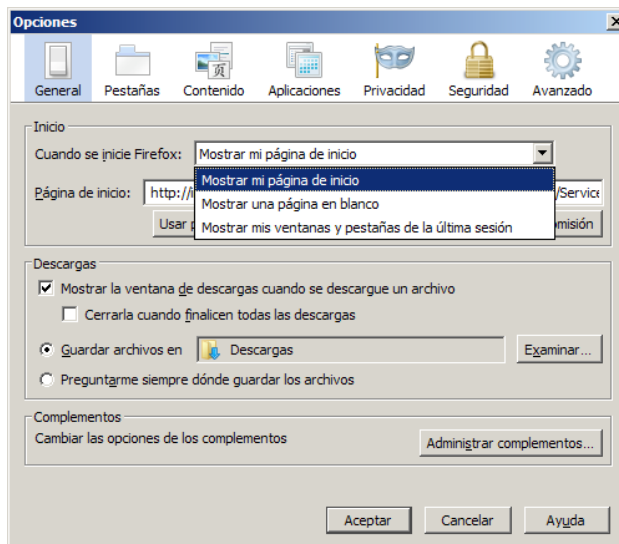 Opciones
General Pestañas Contenido Aplicaciones Privacidad Seguridad Avanzado
Inicio
Cuando se inicie Firefox: Mostrar mi página de inicio
Mostrar mi página de inicio
Página de inicio: http://
Mostrar una página en blanco
Usar
Mostrar mis ventanas y pestañas de la última sesión
Descargas
Mostrar la ventana de descargas cuando se descargue un archivo
Cerrarla cuando finalicen todas las descargas
Guardar archivos en Descargas Examinar...
Preguntarme siempre dónde guardar los archivos
Complementos
Cambiar las opciones de los complementos Administrar complementos...
Aceptar Cancelar Ayuda